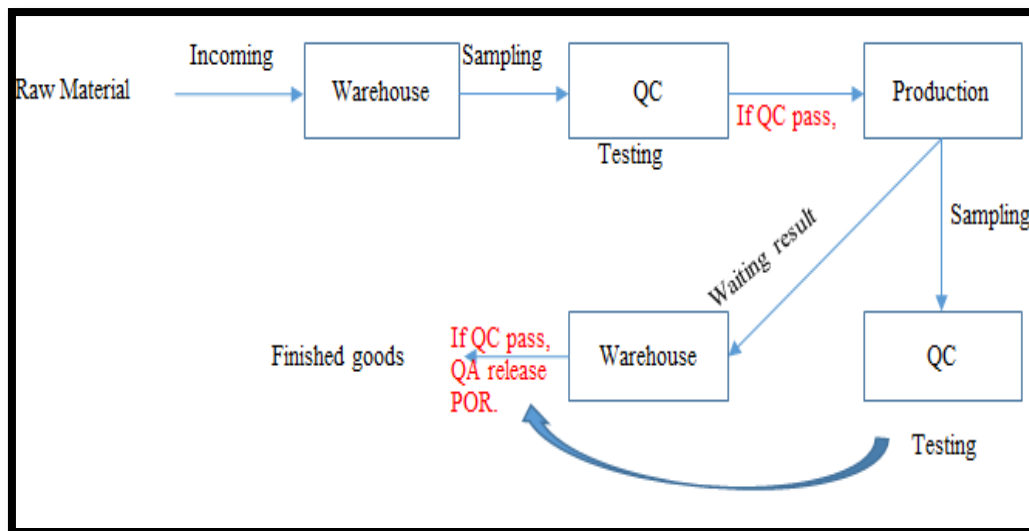 Incoming
Sampling
Raw Material
Warehouse
QC
Production
If QC pass,
Testing
Sampling
Waiting result
Finished goods
If QC pass,
QA release
POR.
Warehouse
QC
Testing